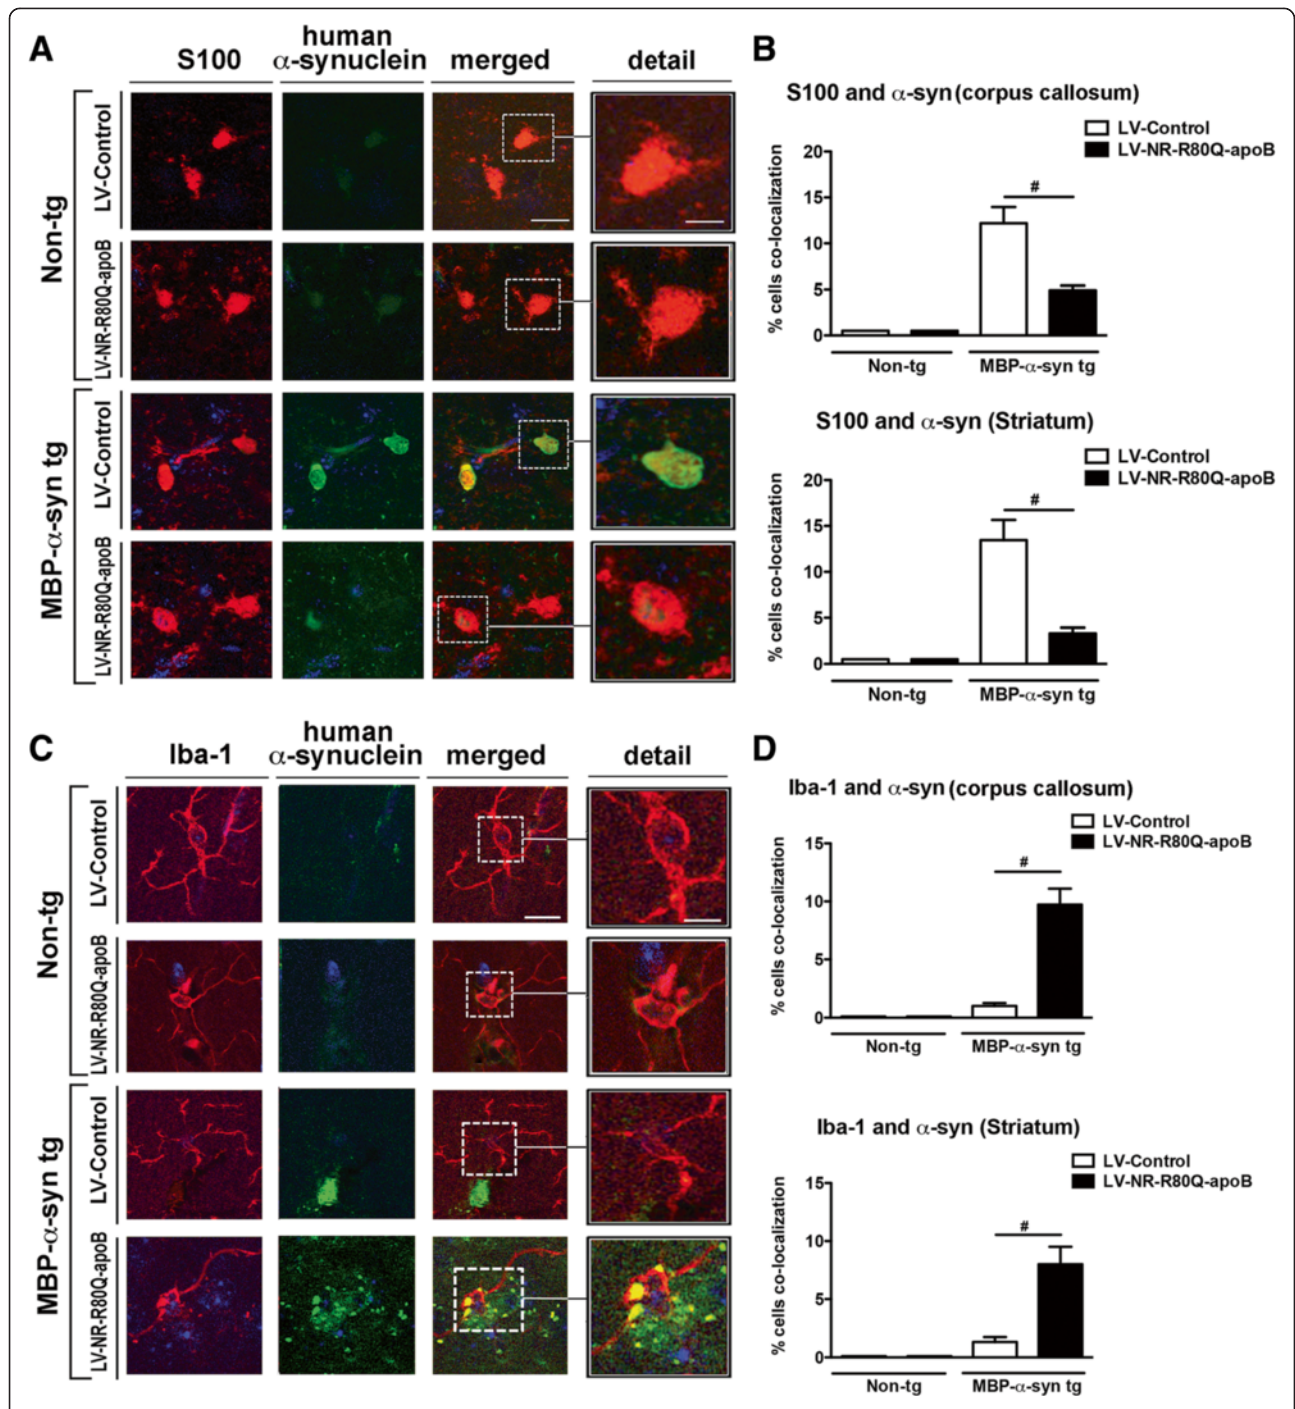 A
S100
human
α-synuclein
merged
detail
Non-tg
LV-Control
LV-NR-R80Q-apoB
MBP-α-syn tg
LV-Control
LV-NR-R80Q-apoB
B
S100 and α-syn (corpus callosum)
LV-Control
LV-NR-R80Q-apoB
% cells co-localization
20
15
10
5
0
#
Non-tg
MBP-α-syn tg
S100 and α-syn (Striatum)
LV-Control
LV-NR-R80Q-apoB
% cells co-localization
20
15
10
5
0
#
Non-tg
MBP-α-syn tg
C
Iba-1
human
α-synuclein
merged
detail
Non-tg
LV-Control
LV-NR-R80Q-apoB
MBP-α-syn tg
LV-Control
LV-NR-R80Q-apoB
D
Iba-1 and α-syn (corpus callosum)
LV-Control
LV-NR-R80Q-apoB
% cells co-localization
15
10
5
0
#
Non-tg
MBP-α-syn tg
Iba-1 and α-syn (Striatum)
LV-Control
LV-NR-R80Q-apoB
% cells co-localization
15
10
5
0
#
Non-tg
MBP-α-syn tg